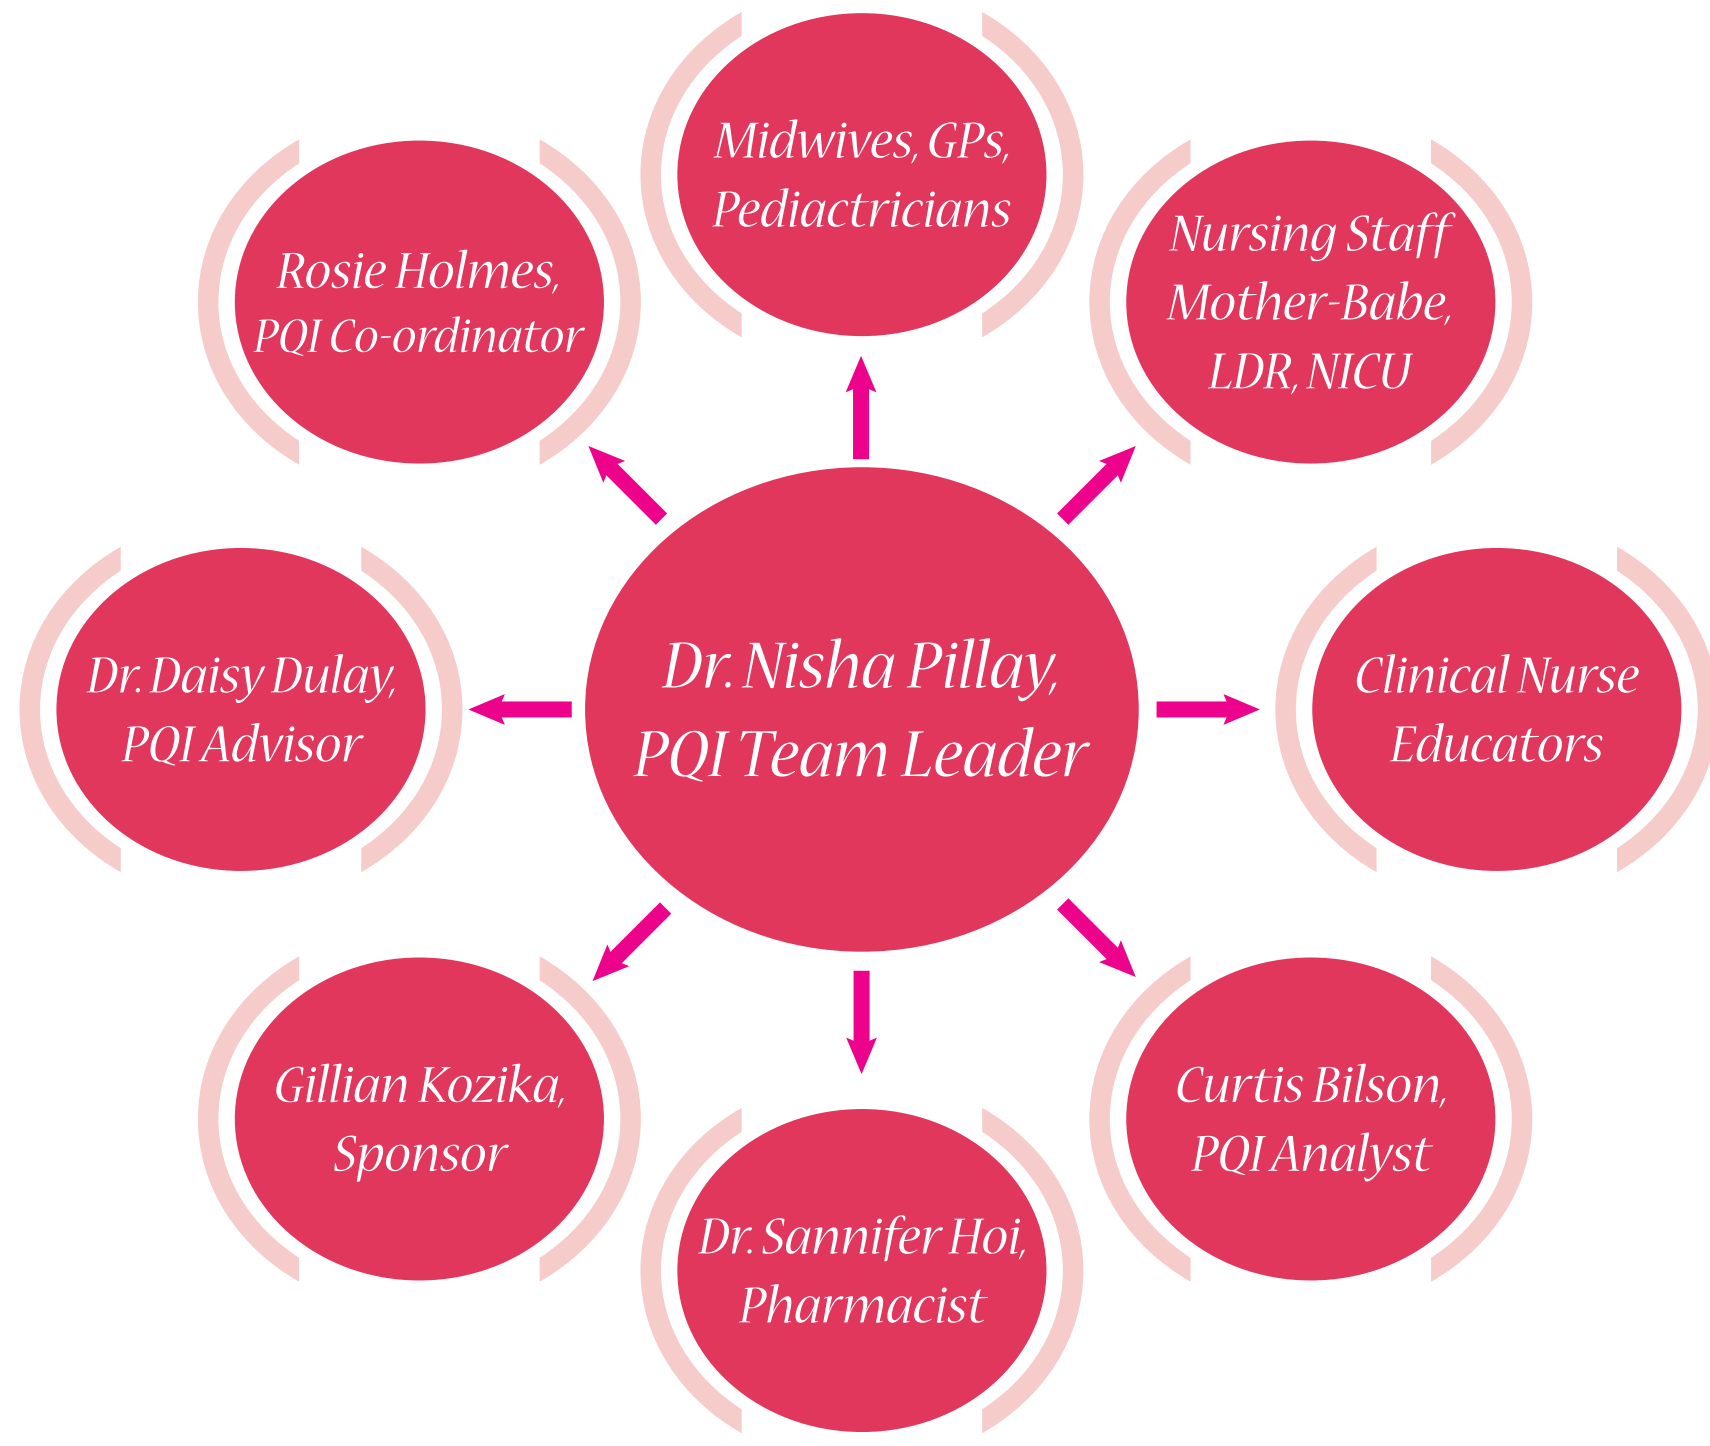 Midwives, GPs,
Pediactricians
Nursing Staff
Mother-Babe,
LDR, NICU
Rosie Holmes,
PQI Co-ordinator
Dr. Nisha Pillay,
PQI Team Leader
Dr. Daisy Dulay,
PQI Advisor
Clinical Nurse
Educators
Gillian Kozika,
Sponsor
Curtis Bilson,
PQI Analyst
Dr. Sannifer Hoi,
Pharmacist